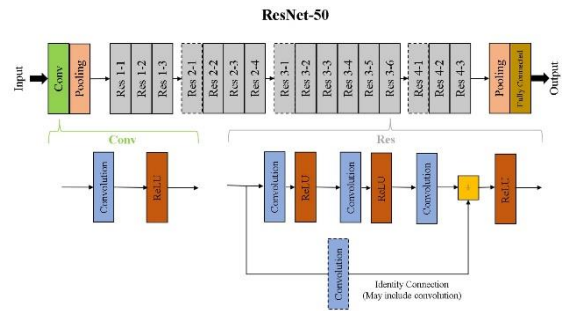 ResNet-50
Input
Conv
Pooling
Res 1-1
Res 1-2
Res 1-3
Res 2-1
Res 2-2
Res 2-3
Res 2-4
Res 3-1
Res 3-2
Res 3-3
Res 3-4
Res 3-5
Res 3-6
Res 4-1
Res 4-2
Res 4-3
Pooling
Fully Connected
Output
Conv
Res
Convolution
ReLU
Convolution
ReLU
Convolution
ReLU
Convolution
+
ReLU
Convolution
Identity Connection
(May include convolution)